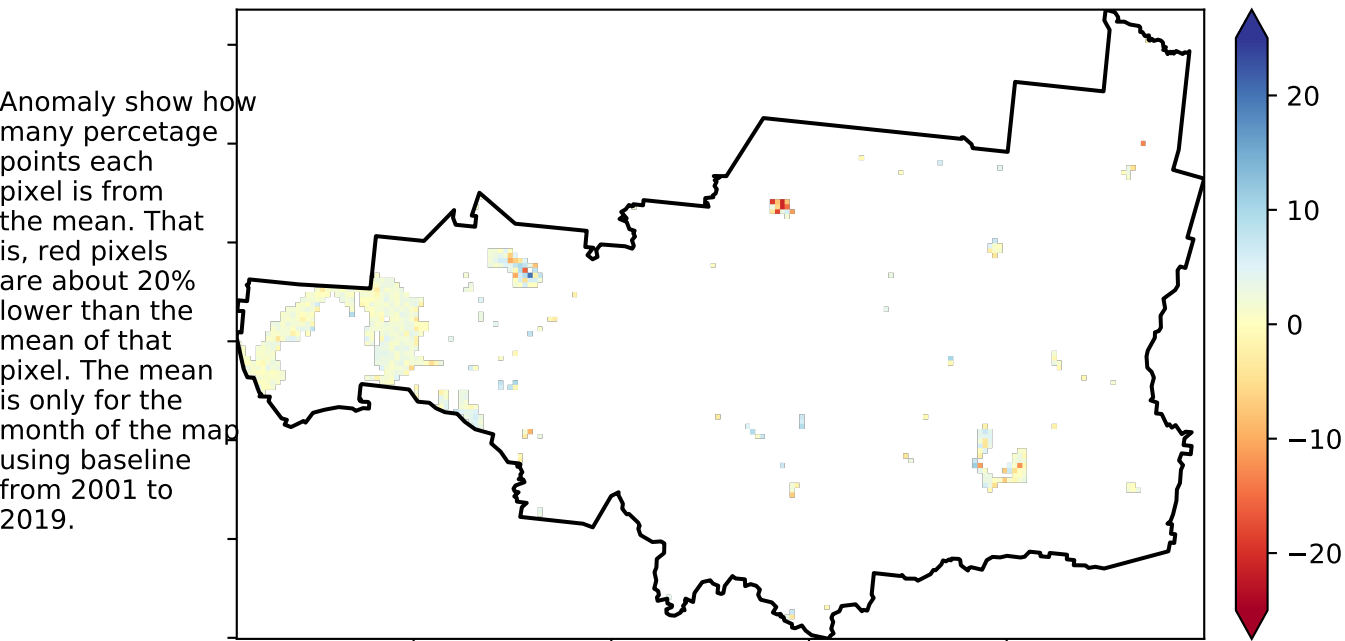 Anomaly show how
many percetage
points each
pixel is from
the mean. That
is, red pixels
are about 20%
lower than the
mean of that
pixel. The mean
is only for the
month of the map
using baseline
from 2001 to
2019.
20
10
0
−10
−20